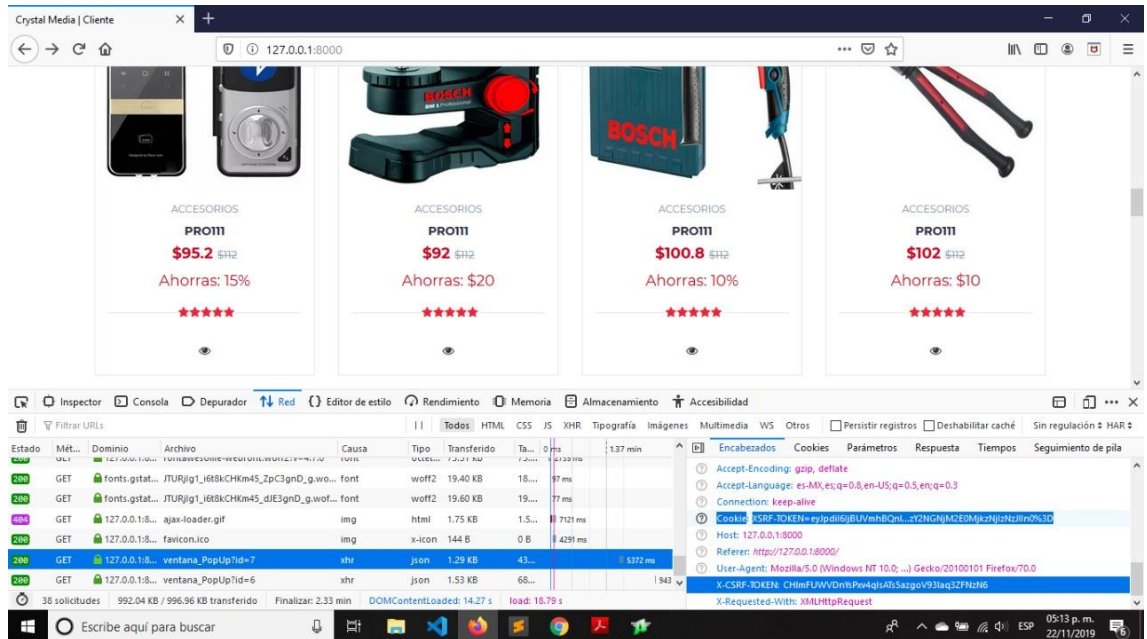 Crystal Media | Cliente
127.0.0.1:8000
BOSCH
BM 1 Professional
BOSCH
ACCESORIOS
PRO111
$95.2 $112
Ahorras: 15%
ACCESORIOS
PRO111
$92 $112
Ahorras: $20
ACCESORIOS
PRO111
$100.8 $112
Ahorras: 10%
ACCESORIOS
PRO111
$102 $112
Ahorras: $10
Inspector Consola Depurador Red Editor de estilo Rendimiento Memoria Almacenamiento Accesibilidad
Filtrar URLs Todos HTML CSS JS XHR Tipografía Imágenes Multimedia WS Otros Persistir registros Deshabilitar caché Sin regulación HAR
Estado Mét... Dominio Archivo Causa Tipo Transferido Ta... 0 ms 1.37 min
200 GET fonts.gstat... font woff2 19.40 KB 18.... 97 ms
200 GET fonts.gstat... font woff2 19.60 KB 19.... 77 ms
404 GET 127.0.0.1:8... ajax-loader.gif img html 1.75 KB 1.5... 7121 ms
200 GET 127.0.0.1:8... favicon.ico img x-icon 144 B 0 B 4291 ms
200 GET 127.0.0.1:8... ventana_PopUp?id=7 xhr json 1.29 KB 43.... 5372 ms
200 GET 127.0.0.1:8... ventana_PopUp?id=6 xhr json 1.53 KB 68.... 943
38 solicitudes 992.04 KB / 996.96 KB transferido Finalizar: 2.33 min DOMContentLoaded: 14.27 s load: 18.79 s
Encabezados Cookies Parámetros Respuesta Tiempos Seguimiento de pila
Accept-Encoding: gzip, deflate
Accept-Language: es-MX,es;q=0.8,en-US;q=0.5,en;q=0.3
Connection: keep-alive
Cookie: XSRF-TOKEN=
Host: 127.0.0.1:8000
Referer: http://127.0.0.1:8000/
User-Agent: Mozilla/5.0 (Windows NT 10.0; ...) Gecko/20100101 Firefox/70.0
X-CSRF-TOKEN:
X-Requested-With: XMLHttpRequest
Escribe aquí para buscar
ESP
05:13 p. m.
22/11/2019
6